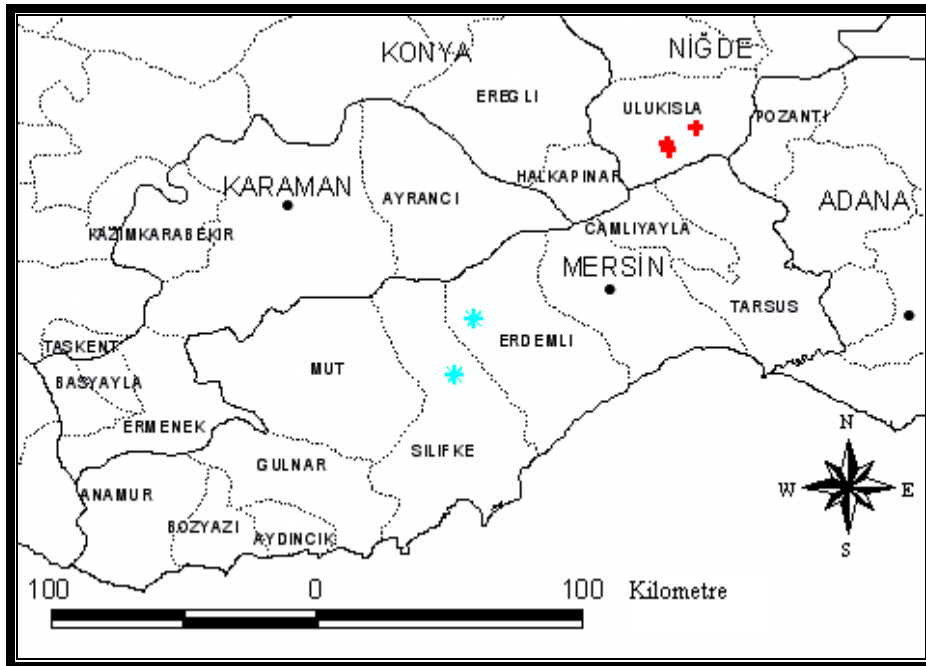 KONYA
NİĞDE
EREGLI
ULUKISLA
POZANTI
HALKAPINAR
KARAMAN
AYRANCI
ADANA
KAZIMKARABEKIR
CAMLIYAYLA
MERSİN
TARSUS
ERDEMLI
TASKENT
BASYAYLA
MUT
ERMENEK
SILIFKE
GULNAR
ANAMUR
BOZYAZI
AYDINCIK
N
W
E
S
100 0 100 Kilometre